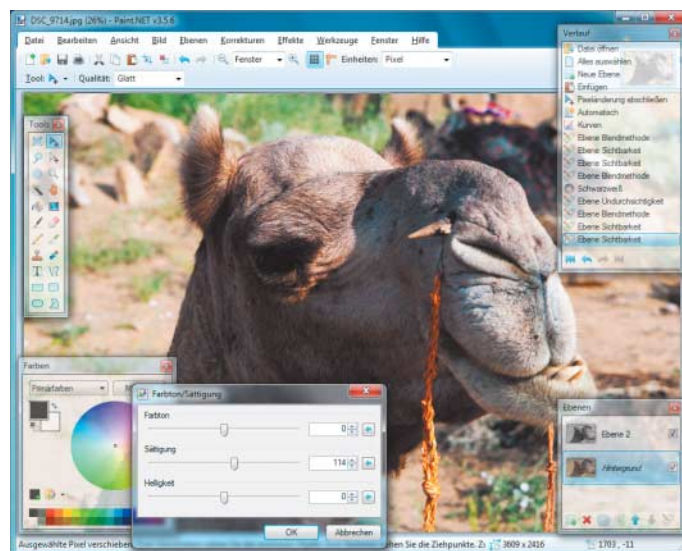 DSC_9714.jpg (26%) - Paint.NET v3.5.6
Datei Bearbeiten Ansicht Bild Ebenen Korrekturen Effekte Werkzeuge Fenster Hilfe
Fenster Einheiten: Pixel
Tool: Qualität: Glatt
Verlauf
Datei öffnen
Alles auswählen
Neue Ebene
Einfügen
Pixeländerung abschließen
Automatisch
Kurven
Ebene Blendmethode
Ebene Sichtbarkeit
Ebene Sichtbarkeit
Ebene Blendmethode
Schwarzweiß
Ebene Undurchsichtigkeit
Ebene Blendmethode
Ebene Sichtbarkeit
Ebene Sichtbarkeit
Tools
Farben
Primärfarben
Farbton/Sättigung
Farbton
0
Sättigung
114
Helligkeit
0
OK Abbrechen
Ebenen
Ebene 2
Hintergrund
Ausgewählte Pixel verschieben
hen Sie die Ziehpunkte. 3609 x 2416 1703, -11